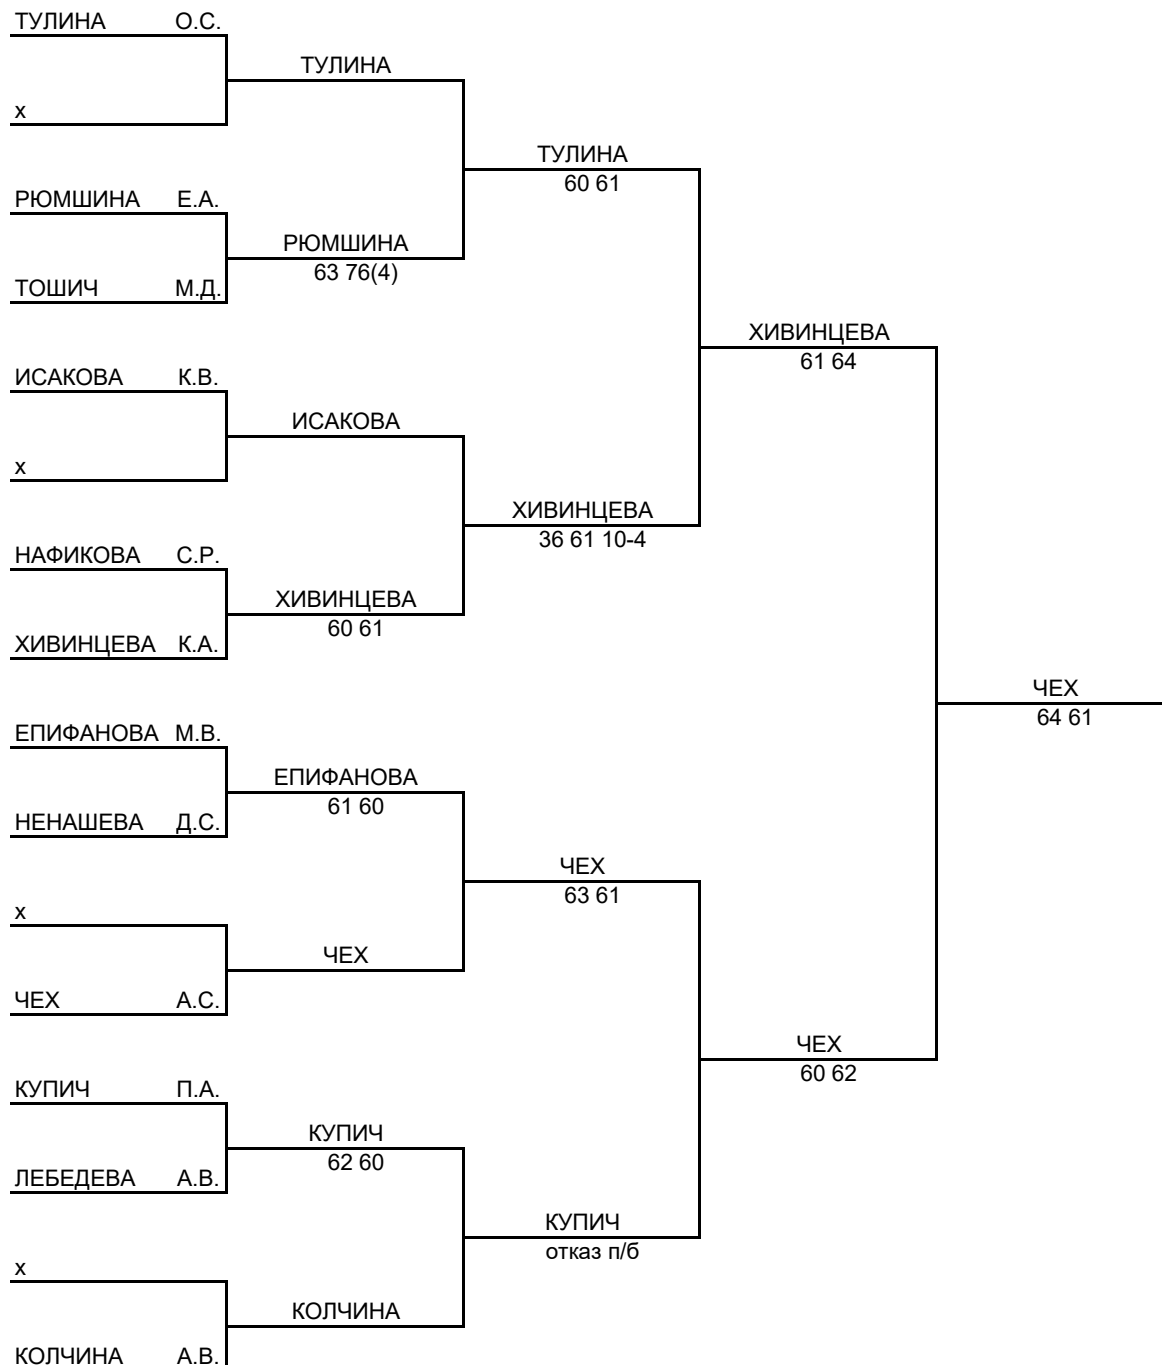 ТУЛИНА О.С.
ТУЛИНА
х
ТУЛИНА
60 61
РЮМШИНА Е.А.
РЮМШИНА
63 76(4)
ТОШИЧ М.Д.
ХИВИНЦЕВА
61 64
ИСАКОВА К.В.
ИСАКОВА
х
ХИВИНЦЕВА
36 61 10-4
НАФИКОВА С.Р.
ХИВИНЦЕВА
60 61
ХИВИНЦЕВА К.А.
ЧЕХ
64 61
ЕПИФАНОВА М.В.
ЕПИФАНОВА
61 60
НЕНАШЕВА Д.С.
ЧЕХ
63 61
х
ЧЕХ
ЧЕХ А.С.
ЧЕХ
60 62
КУПИЧ П.А.
КУПИЧ
62 60
ЛЕБЕДЕВА А.В.
КУПИЧ
отказ п/б
х
КОЛЧИНА
КОЛЧИНА А.В.